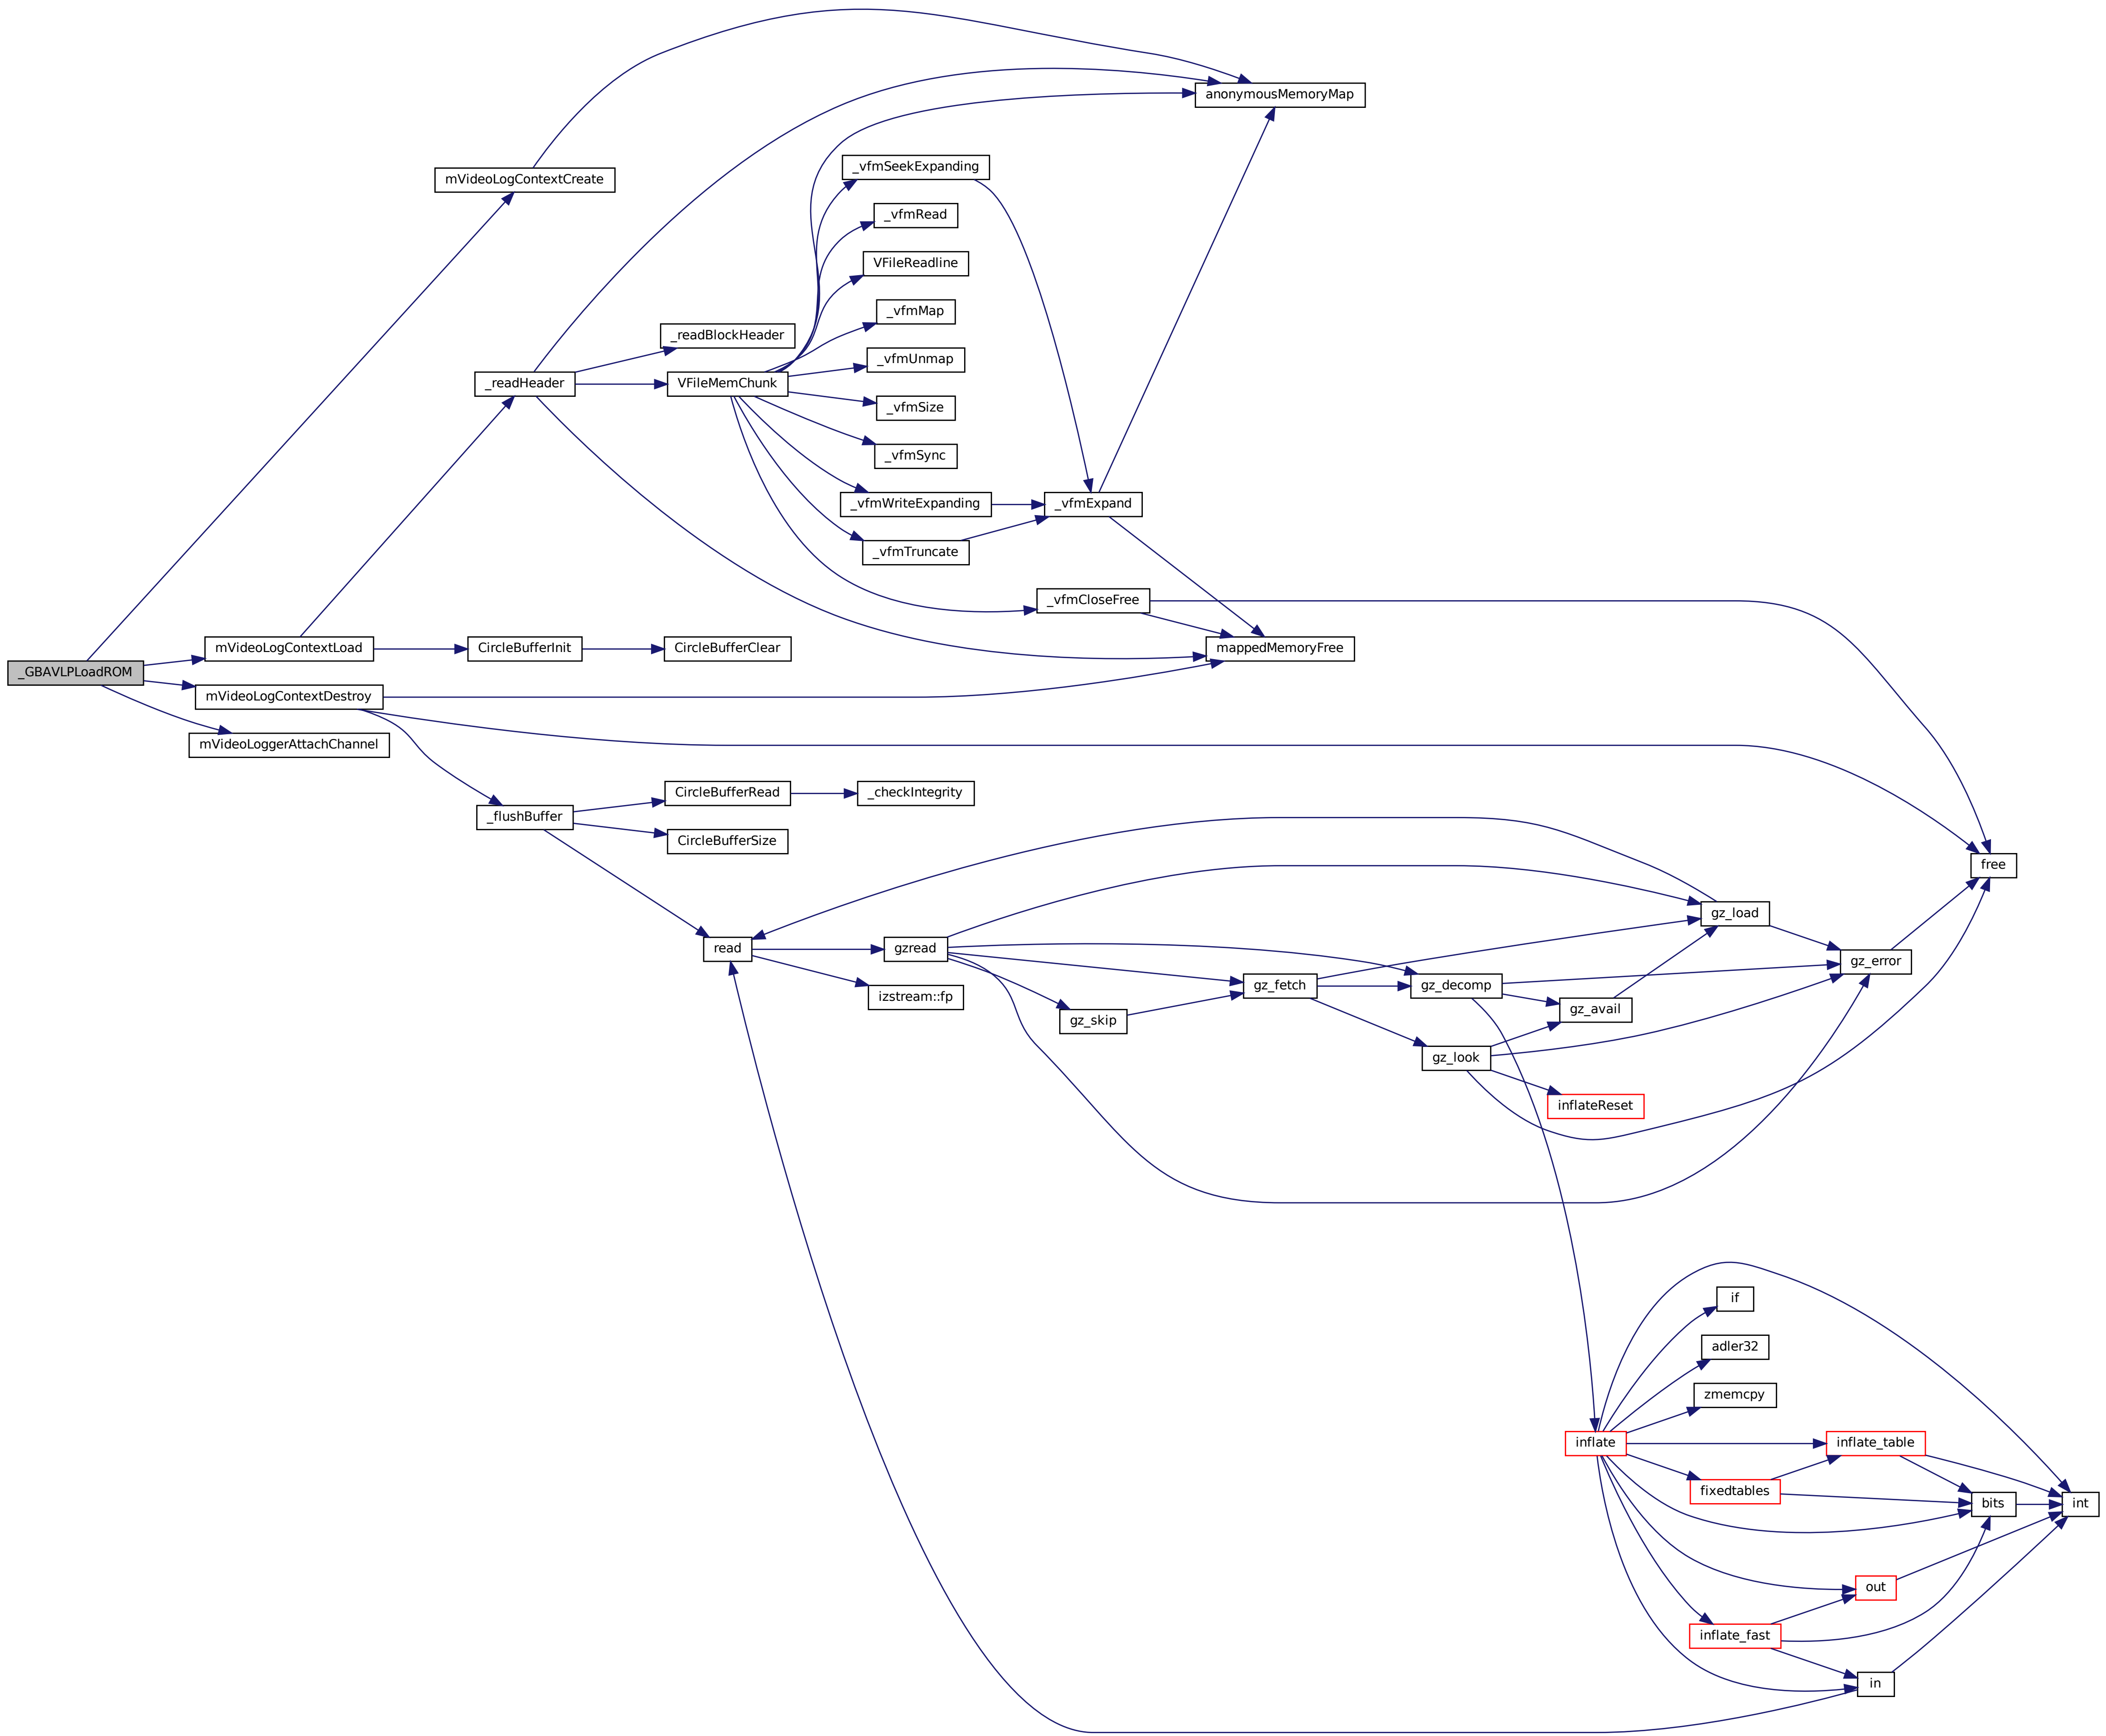 anonymousMemoryMap
_vfmSeekExpanding
mVideoLogContextCreate
_vfmRead
VFileReadline
_vfmMap
_readBlockHeader
_vfmUnmap
_readHeader
VFileMemChunk
_vfmSize
_vfmSync
_vfmWriteExpanding
_vfmExpand
_vfmTruncate
_vfmCloseFree
mVideoLogContextLoad
CircleBufferInit
CircleBufferClear
mappedMemoryFree
_GBAVLPLoadROM
mVideoLogContextDestroy
mVideoLoggerAttachChannel
CircleBufferRead
_checkIntegrity
_flushBuffer
CircleBufferSize
free
gz_load
read
gzread
gz_error
izstream::fp
gz_fetch
gz_decomp
gz_avail
gz_skip
gz_look
inflateReset
if
adler32
zmemcpy
inflate
inflate_table
fixedtables
bits
int
out
inflate_fast
in